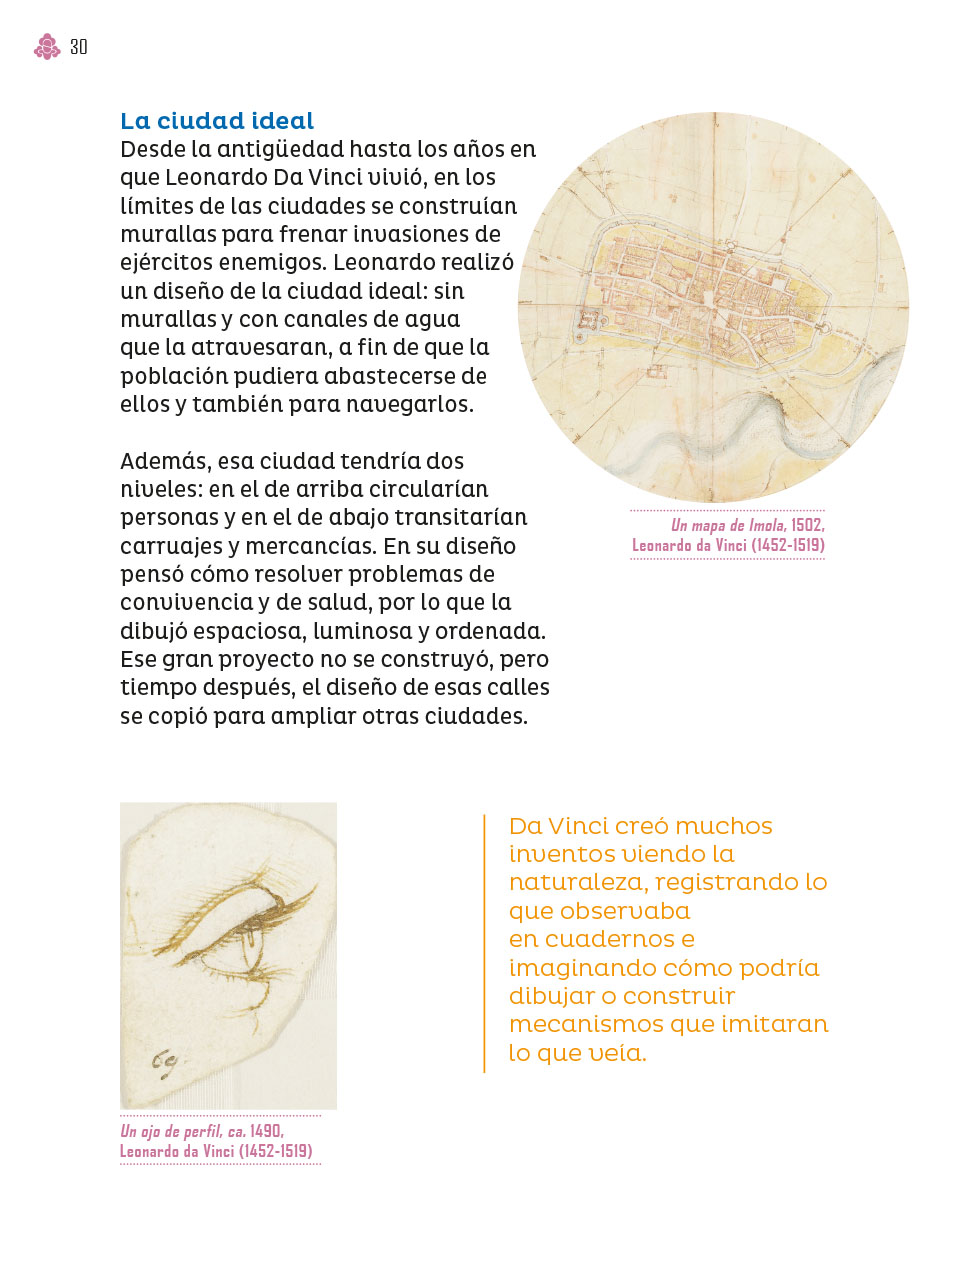 30
La ciudad ideal
Desde la antigüedad hasta los años en
que Leonardo Da Vinci vivió, en los
límites de las ciudades se construían
murallas para frenar invasiones de
ejércitos enemigos. Leonardo realizó
un diseño de la ciudad ideal: sin
murallas y con canales de agua
que la atravesaran, a fin de que la
población pudiera abastecerse de
ellos y también para navegarlos.
Además, esa ciudad tendría dos
niveles: en el de arriba circularían
personas y en el de abajo transitarían
carruajes y mercancías. En su diseño
pensó cómo resolver problemas de
convivencia y de salud, por lo que la
dibujó espaciosa, luminosa y ordenada.
Ese gran proyecto no se construyó, pero
tiempo después, el diseño de esas calles
se copió para ampliar otras ciudades.
Un mapa de Imola, 1502,
Leonardo da Vinci (1452-1519)
69.
Un ojo de perfil, ca. 1490,
Leonardo da Vinci (1452-1519)
Da Vinci creó muchos
inventos viendo la
naturaleza, registrando lo
que observaba
en cuadernos e
imaginando cómo podría
dibujar o construir
mecanismos que imitaran
lo que veía.